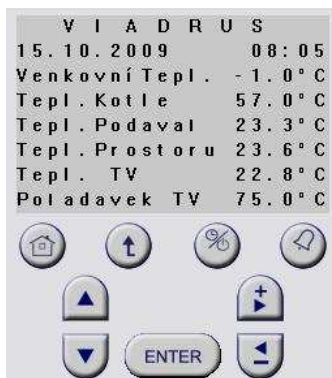 V I A D R U S
15.10.2009 08:05
Venkovní Tepl. -1.0°C
Tepl.Kotle 57.0°C
Tepl.Podaval 23.3°C
Tepl.Prostoru 23.6°C
Tepl. TV 22.8°C
Poladavek TV 75.0°C
ENTER